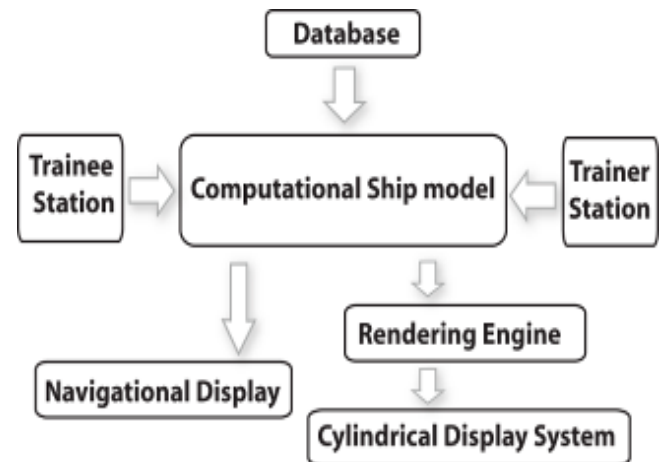 Database
Trainee
Station
Computational Ship model
Trainer
Station
Rendering Engine
Navigational Display
Cylindrical Display System